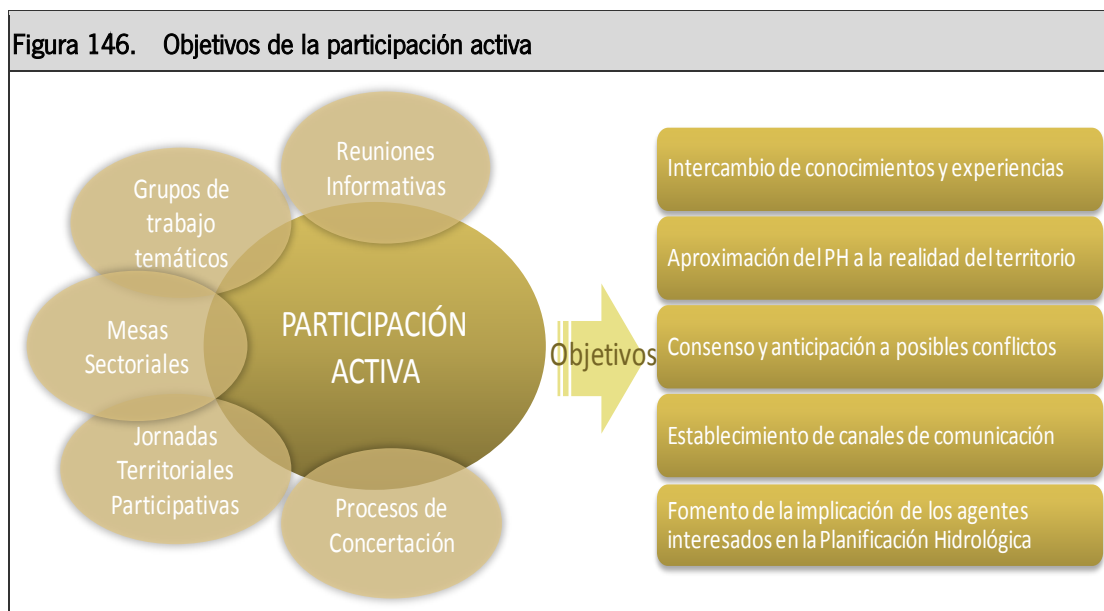 Figura 146. Objetivos de la participación activa
Reuniones
Informativas
Grupos de
trabajo
temáticos
Mesas
Sectoriales
Jornadas
Territoriales
Participativas
Procesos de
Concertación
PARTICIPACIÓN
ACTIVA
Objetivos
Intercambio de conocimientos y experiencias
Aproximación del PH a la realidad del territorio
Consenso y anticipación a posibles conflictos
Establecimiento de canales de comunicación
Fomento de la implicación de los agentes
interesados en la Planificación Hidrológica